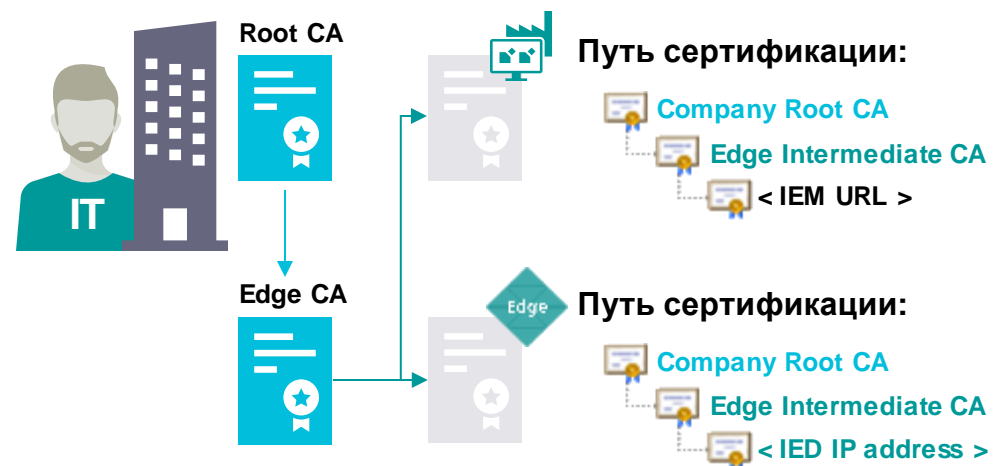 Root CA
IT
Edge CA
Путь сертификации:
Company Root CA
Edge Intermediate CA
< IEM URL >
Edge
Путь сертификации:
Company Root CA
Edge Intermediate CA
< IED IP address >